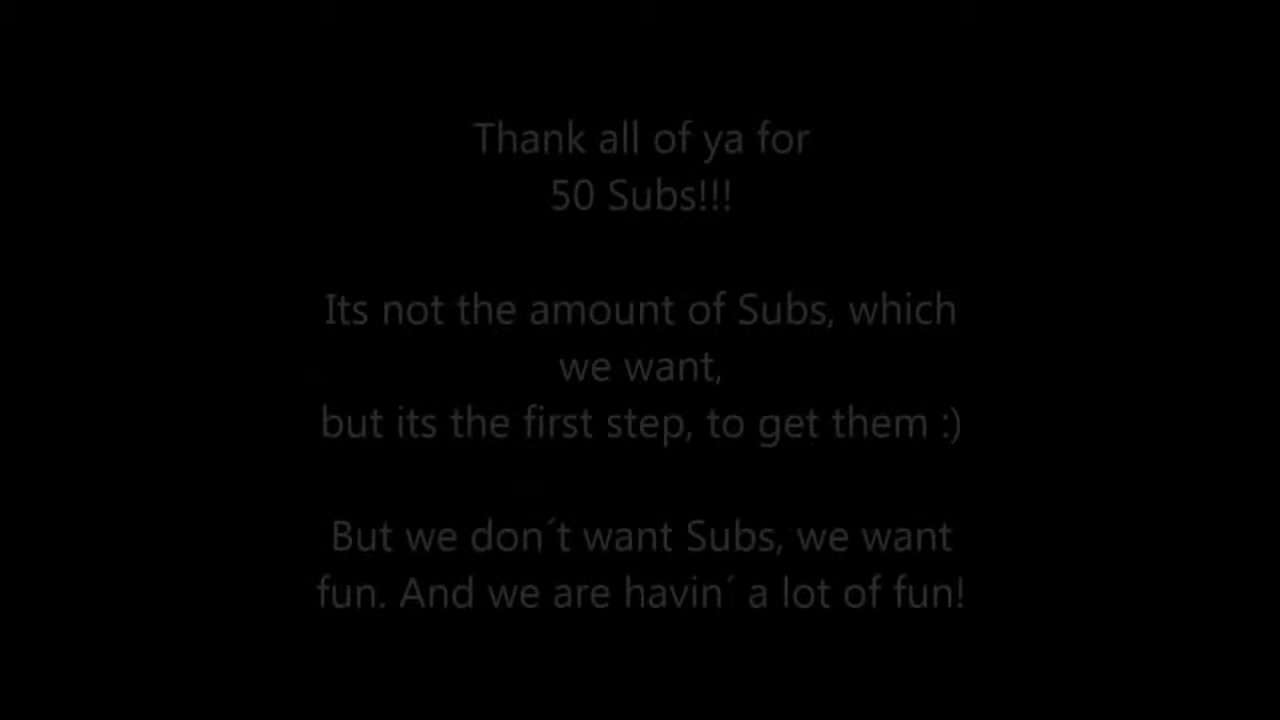 Thank all of ya for
50 Subs!!!
Its not the amount of Subs, which
we want,
but its the first step, to get them :)
But we don´t want Subs, we want
fun. And we are havin´ a lot of fun!